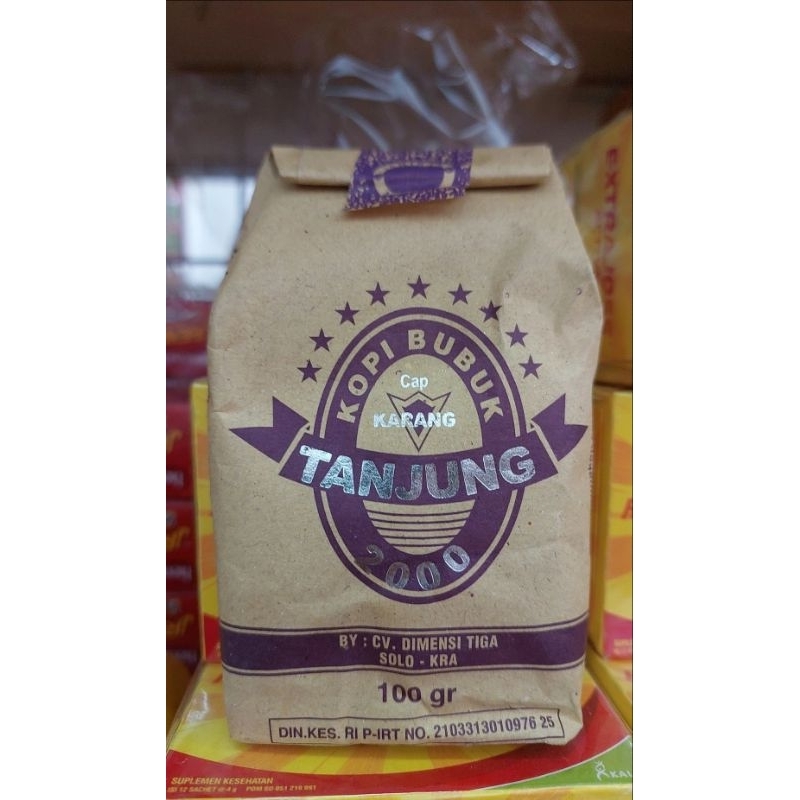 KOPI BUBUK
Cap
KARANG
TANJUNG
2000
BY : CV. DIMENSI TIGA
SOLO - KRA
100 gr
DIN.KES. RI P-IRT NO. 2103313010976 25
SUPLEMEN KESEHATAN